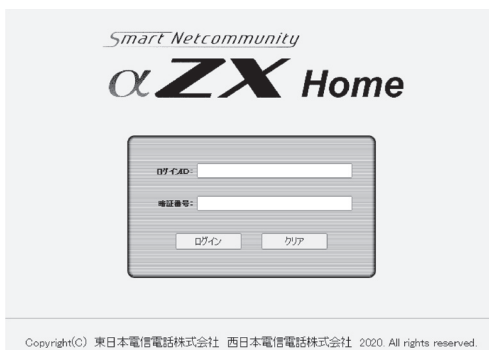 Smart Netcommunity
αZX Home
ログインID:
暗証番号:
ログイン クリア
Copyright(C) 東日本電信電話株式会社 西日本電信電話株式会社 2020. All rights reserved.